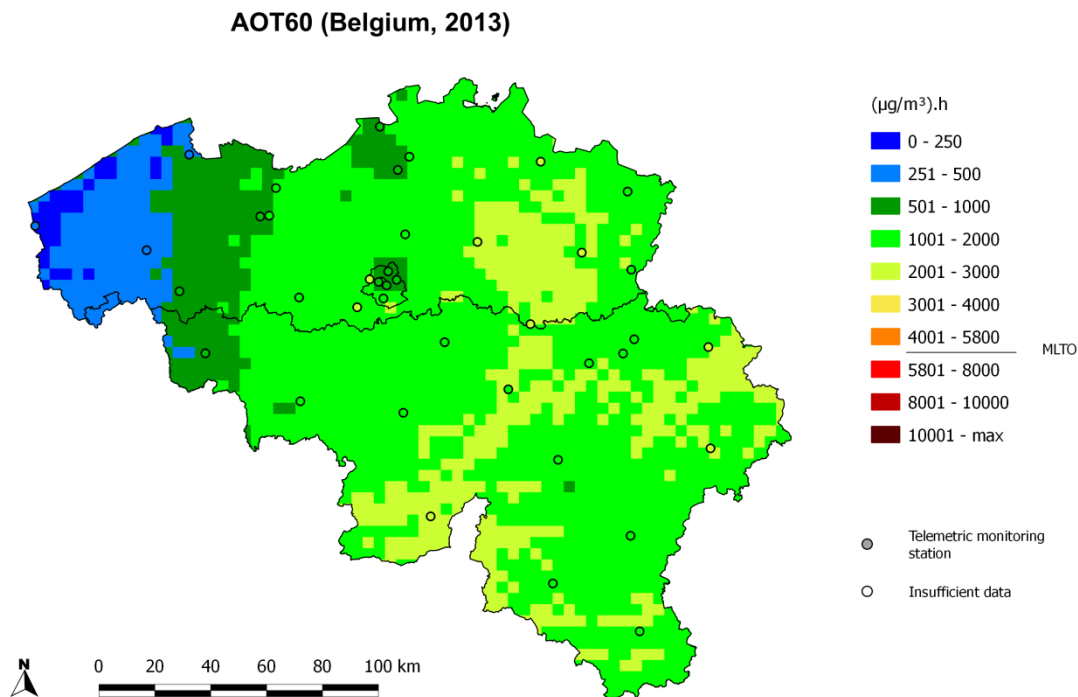 AOT60 (Belgium, 2013)
(µg/m³).h
0 - 250
251 - 500
501 - 1000
1001 - 2000
2001 - 3000
3001 - 4000
4001 - 5800
MLTO
5801 - 8000
8001 - 10000
10001 - max
Telemetric monitoring
station
Insufficient data
N
0 20 40 60 80 100 km